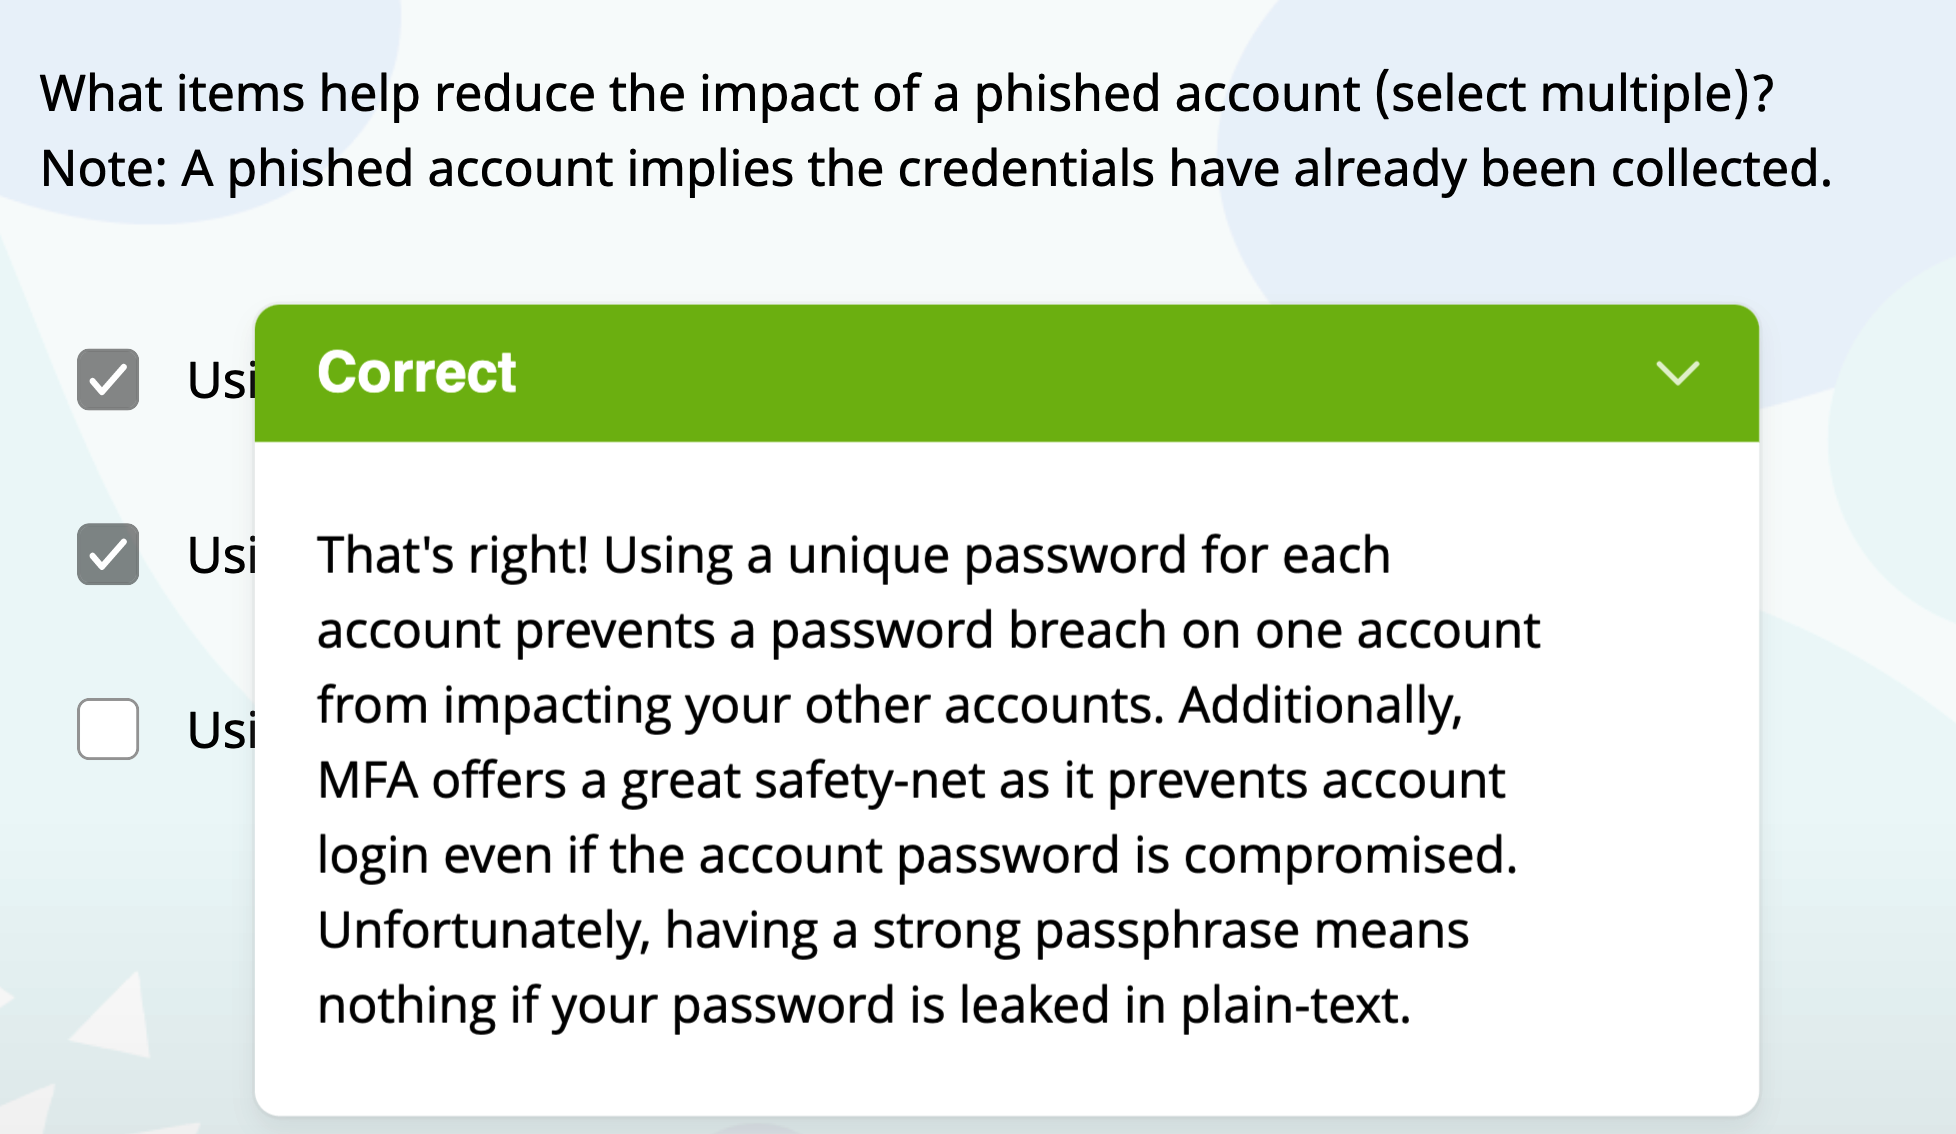 What items help reduce the impact of a phished account (select multiple)?
Note: A phished account implies the credentials have already been collected.
Usi
Correct
Usi
That's right! Using a unique password for each
account prevents a password breach on one account
from impacting your other accounts. Additionally,
Usi
MFA offers a great safety-net as it prevents account
login even if the account password is compromised.
Unfortunately, having a strong passphrase means
nothing if your password is leaked in plain-text.